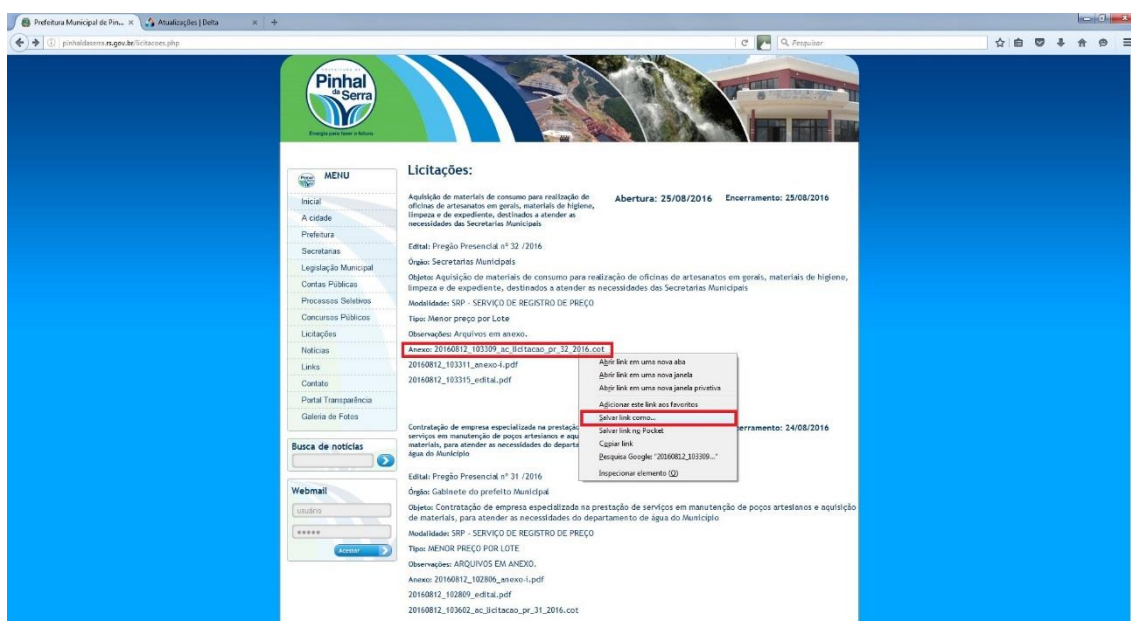 Prefeitura Municipal de Pin...
Atualizações | Delta
pinhaldaserra.rs.gov.br/licitacoes.php
Pesquisar
PREFEITURA DE
Pinhal
da Serra
Energia para fazer o futuro
MENU
Inicial
A cidade
Prefeitura
Secretarias
Legislação Municipal
Contas Públicas
Processos Seletivos
Concursos Públicos
Licitações
Notícias
Links
Contato
Portal Transparência
Galeria de Fotos
Busca de notícias
Webmail
usuário
*****
Acessar
Licitações:
Aquisição de materiais de consumo para realização de
oficinas de artesanatos em gerais, materiais de higiene,
limpeza e de expediente, destinados a atender as
necessidades das Secretarias Municipais
Abertura: 25/08/2016 Encerramento: 25/08/2016
Edital: Pregão Presencial nº 32 /2016
Órgão: Secretarias Municipais
Objeto: Aquisição de materiais de consumo para realização de oficinas de artesanatos em gerais, materiais de higiene,
limpeza e de expediente, destinados a atender as necessidades das Secretarias Municipais
Modalidade: SRP - SERVIÇO DE REGISTRO DE PREÇO
Tipo: Menor preço por Lote
Observações: Arquivos em anexo.
Anexo: 20160812_103309_ac_licitacao_pr_32_2016.cot
20160812_103311_anexo-i.pdf
20160812_103315_edital.pdf
Abrir link em uma nova aba
Abrir link em uma nova janela
Abrir link em uma nova janela privativa
Adicionar este link aos favoritos
Salvar link como...
Salvar link no Pocket
Copiar link
Pesquisa Google: "20160812_103309..."
Inspecionar elemento (Q)
Contratação de empresa especializada na prestação
serviços em manutenção de poços artesianos e aqu
materiais, para atender as necessidades do departa
água do Município
erramento: 24/08/2016
Edital: Pregão Presencial nº 31 /2016
Órgão: Gabinete do prefeito Municipal
Objeto: Contratação de empresa especializada na prestação de serviços em manutenção de poços artesianos e aquisição
de materiais, para atender as necessidades do departamento de água do Município
Modalidade: SRP - SERVIÇO DE REGISTRO DE PREÇO
Tipo: MENOR PREÇO POR LOTE
Observações: ARQUIVOS EM ANEXO.
Anexo: 20160812_102806_anexo-i.pdf
20160812_102809_edital.pdf
20160812_103602_ac_licitacao_pr_31_2016.cot